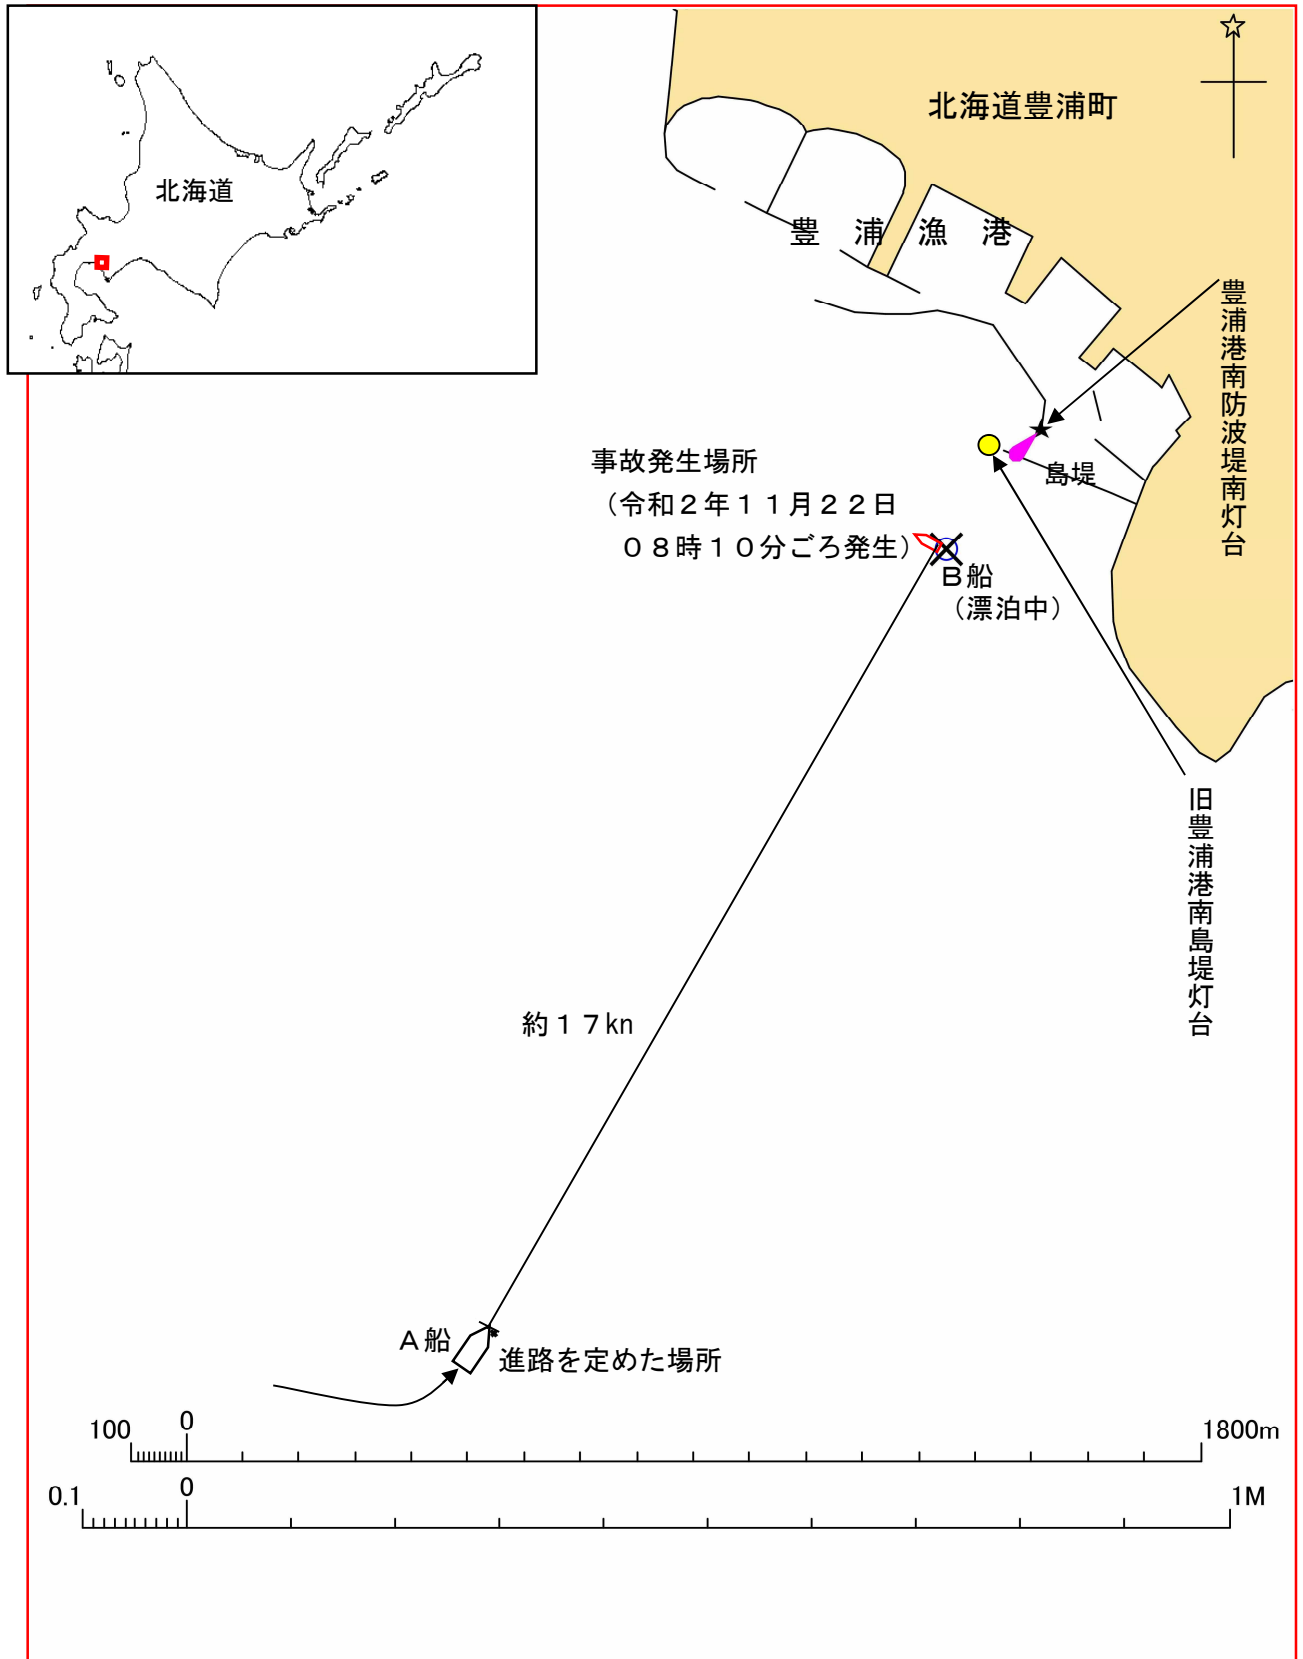 北海道
北海道豊浦町
豊浦漁港
豊浦港南防波堤南灯台
島堤
事故発生場所
（令和２年１１月２２日
０８時１０分ごろ発生）
Ｂ船
（漂泊中）
旧豊浦港南島堤灯台
約１７kn
Ａ船
進路を定めた場所
100 0 1800m
0.1 0 1M